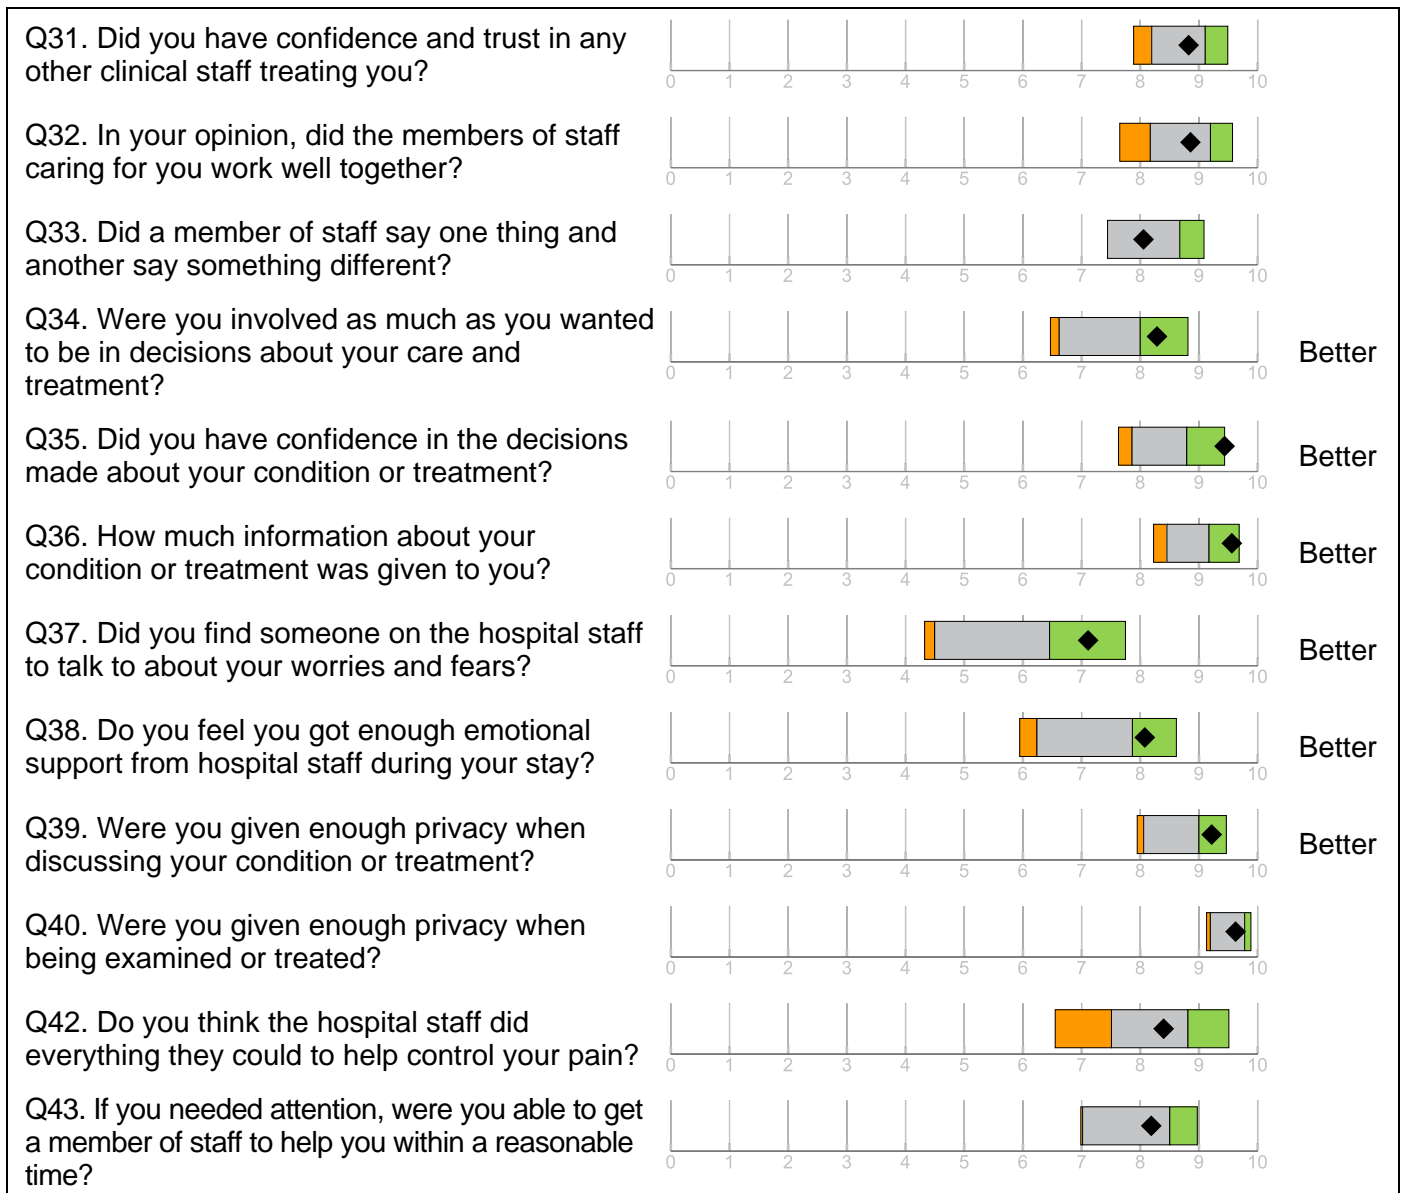 Q31. Did you have confidence and trust in any
other clinical staff treating you?
0 1 2 3 4 5 6 7 8 9 10
Q32. In your opinion, did the members of staff
caring for you work well together?
0 1 2 3 4 5 6 7 8 9 10
Q33. Did a member of staff say one thing and
another say something different?
0 1 2 3 4 5 6 7 8 9 10
Q34. Were you involved as much as you wanted
to be in decisions about your care and
treatment?
0 1 2 3 4 5 6 7 8 9 10
Better
Q35. Did you have confidence in the decisions
made about your condition or treatment?
0 1 2 3 4 5 6 7 8 9 10
Better
Q36. How much information about your
condition or treatment was given to you?
0 1 2 3 4 5 6 7 8 9 10
Better
Q37. Did you find someone on the hospital staff
to talk to about your worries and fears?
0 1 2 3 4 5 6 7 8 9 10
Better
Q38. Do you feel you got enough emotional
support from hospital staff during your stay?
0 1 2 3 4 5 6 7 8 9 10
Better
Q39. Were you given enough privacy when
discussing your condition or treatment?
0 1 2 3 4 5 6 7 8 9 10
Better
Q40. Were you given enough privacy when
being examined or treated?
0 1 2 3 4 5 6 7 8 9 10
Q42. Do you think the hospital staff did
everything they could to help control your pain?
0 1 2 3 4 5 6 7 8 9 10
Q43. If you needed attention, were you able to get
a member of staff to help you within a reasonable
time?
0 1 2 3 4 5 6 7 8 9 10